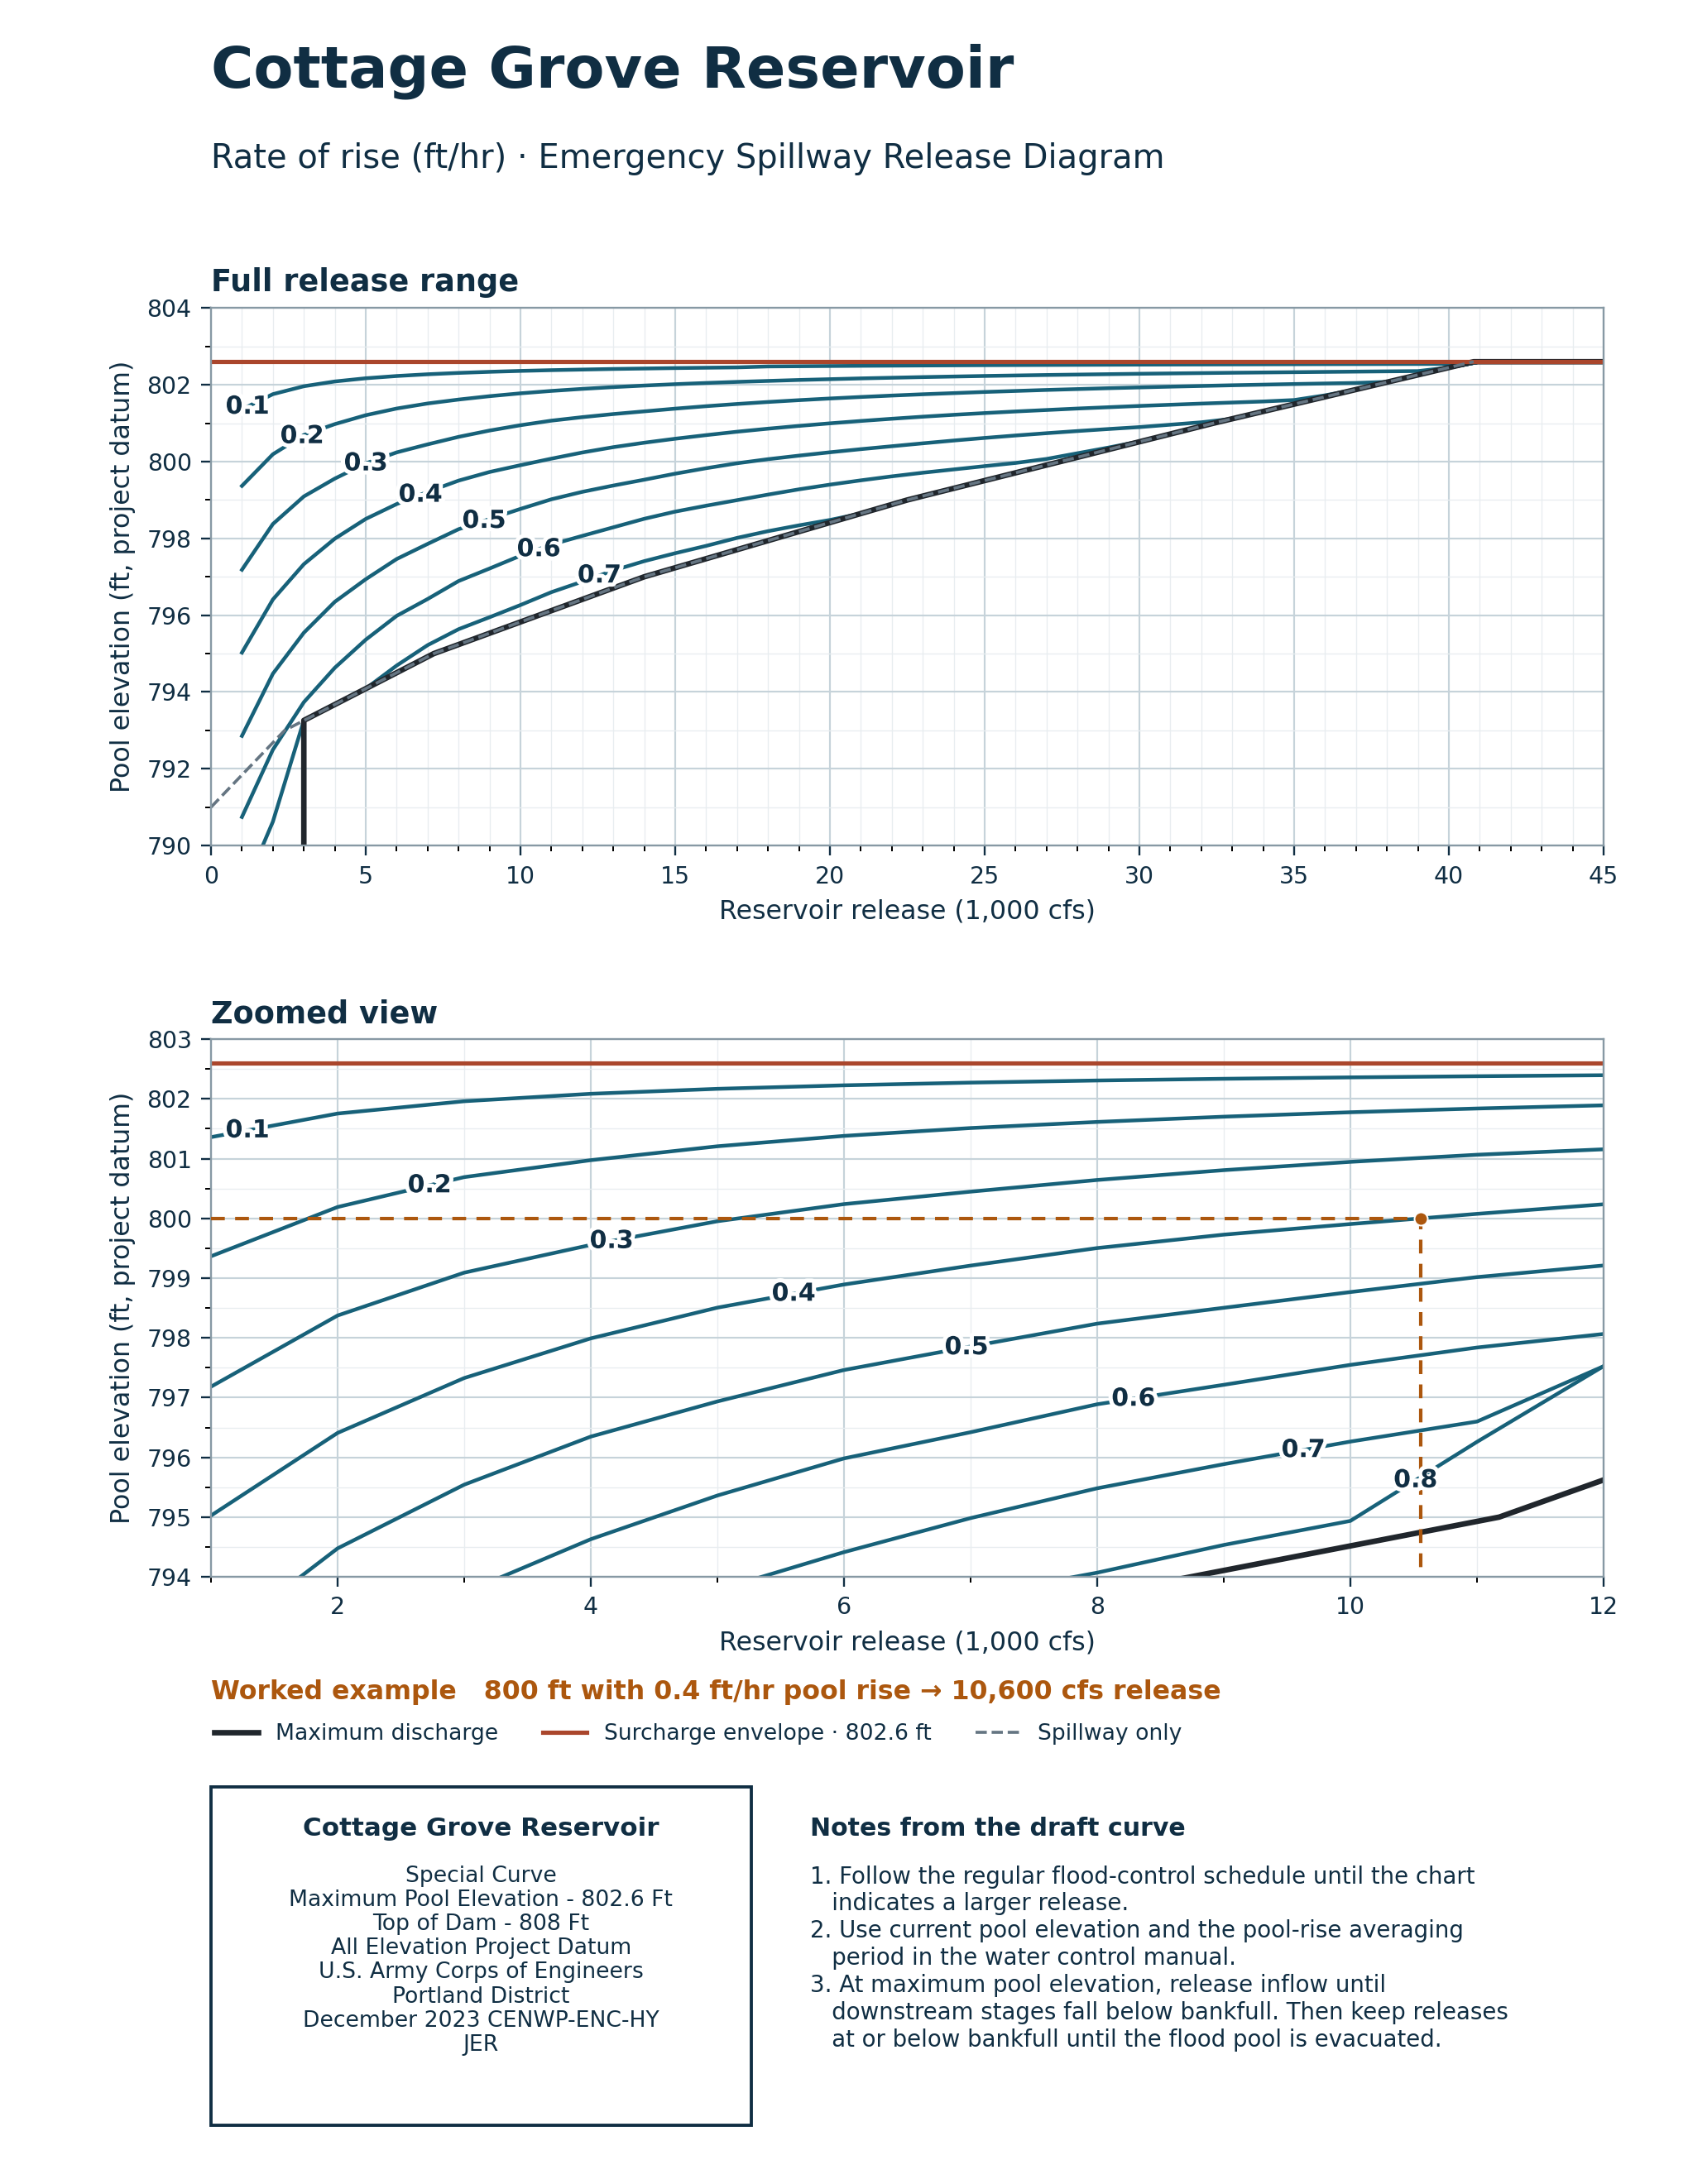 Cottage Grove Reservoir
Rate of rise (ft/hr) · Emergency Spillway Release Diagram
Full release range
Pool elevation (ft, project datum)
804
802
800
798
796
794
792
790
0.1
0.2
0.3
0.4
0.5
0.6
0.7
0 5 10 15 20 25 30 35 40 45
Reservoir release (1,000 cfs)
Zoomed view
Pool elevation (ft, project datum)
803
802
801
800
799
798
797
796
795
794
0.1
0.2
0.3
0.4
0.5
0.6
0.7
0.8
2 4 6 8 10 12
Reservoir release (1,000 cfs)
Worked example 800 ft with 0.4 ft/hr pool rise → 10,600 cfs release
Maximum discharge Surcharge envelope · 802.6 ft Spillway only
Cottage Grove Reservoir
Special Curve
Maximum Pool Elevation - 802.6 Ft
Top of Dam - 808 Ft
All Elevation Project Datum
U.S. Army Corps of Engineers
Portland District
December 2023 CENWP-ENC-HY
JER
Notes from the draft curve
1. Follow the regular flood-control schedule until the chart
indicates a larger release.
2. Use current pool elevation and the pool-rise averaging
period in the water control manual.
3. At maximum pool elevation, release inflow until
downstream stages fall below bankfull. Then keep releases
at or below bankfull until the flood pool is evacuated.